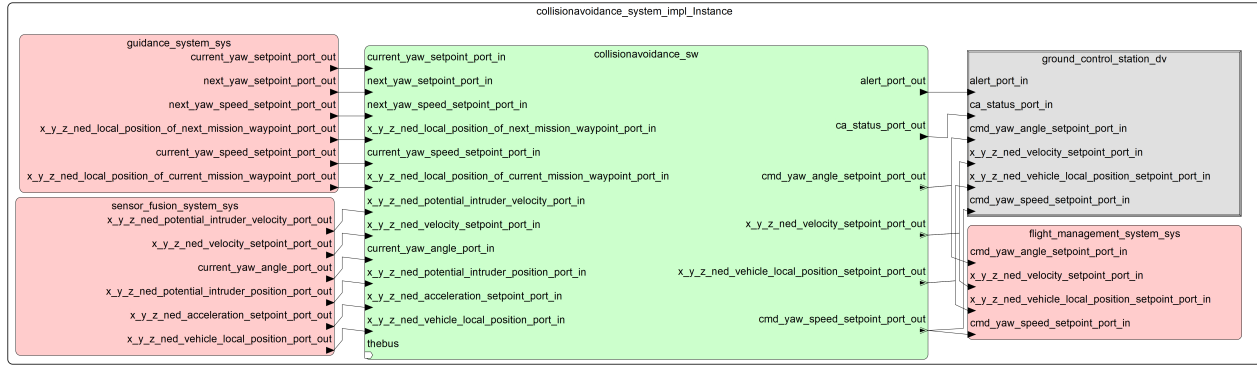 collisionavoidance_system_impl_Instance
guidance_system_sys
current_yaw_setpoint_port_out
next_yaw_setpoint_port_out
next_yaw_speed_setpoint_port_out
x_y_z_ned_local_position_of_next_mission_waypoint_port_out
current_yaw_speed_setpoint_port_out
x_y_z_ned_local_position_of_current_mission_waypoint_port_out
sensor_fusion_system_sys
x_y_z_ned_potential_intruder_velocity_port_out
x_y_z_ned_velocity_setpoint_port_out
current_yaw_angle_port_out
x_y_z_ned_potential_intruder_position_port_out
x_y_z_ned_acceleration_setpoint_port_out
x_y_z_ned_vehicle_local_position_port_out
collisionavoidance_sw
current_yaw_setpoint_port_in
next_yaw_setpoint_port_in
next_yaw_speed_setpoint_port_in
x_y_z_ned_local_position_of_next_mission_waypoint_port_in
current_yaw_speed_setpoint_port_in
x_y_z_ned_local_position_of_current_mission_waypoint_port_in
x_y_z_ned_potential_intruder_velocity_port_in
x_y_z_ned_velocity_setpoint_port_in
current_yaw_angle_port_in
x_y_z_ned_potential_intruder_position_port_in
x_y_z_ned_acceleration_setpoint_port_in
x_y_z_ned_vehicle_local_position_port_in
thebus
alert_port_out
ca_status_port_out
cmd_yaw_angle_setpoint_port_out
x_y_z_ned_velocity_setpoint_port_out
x_y_z_ned_vehicle_local_position_setpoint_port_out
cmd_yaw_speed_setpoint_port_out
ground_control_station_dv
alert_port_in
ca_status_port_in
cmd_yaw_angle_setpoint_port_in
x_y_z_ned_velocity_setpoint_port_in
x_y_z_ned_vehicle_local_position_setpoint_port_in
cmd_yaw_speed_setpoint_port_in
flight_management_system_sys
cmd_yaw_angle_setpoint_port_in
x_y_z_ned_velocity_setpoint_port_in
x_y_z_ned_vehicle_local_position_setpoint_port_in
cmd_yaw_speed_setpoint_port_in